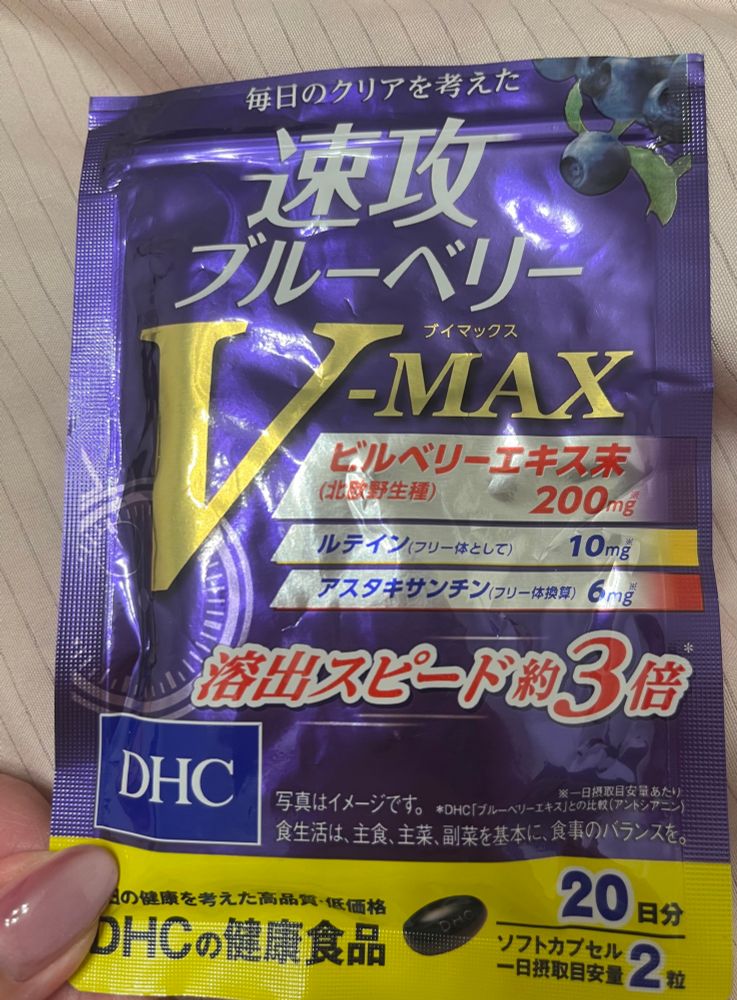 毎日のクリアを考えた
速攻
ブルーベリー
ブイマックス
V-MAX
ビルベリーエキス末
(北欧野生種) 200mg※
ルテイン(フリー体として) 10mg※
アスタキサンチン(フリー体換算) 6mg※
溶出スピード約3倍*
DHC
※一日摂取目安量あたり
写真はイメージです。 *DHC「ブルーベリーエキス」との比較(アントシアニン)
食生活は、主食、主菜、副菜を基本に、食事のバランスを。
日の健康を考えた高品質・低価格
DHCの健康食品
DHC
20日分
ソフトカプセル
一日摂取目安量 2粒